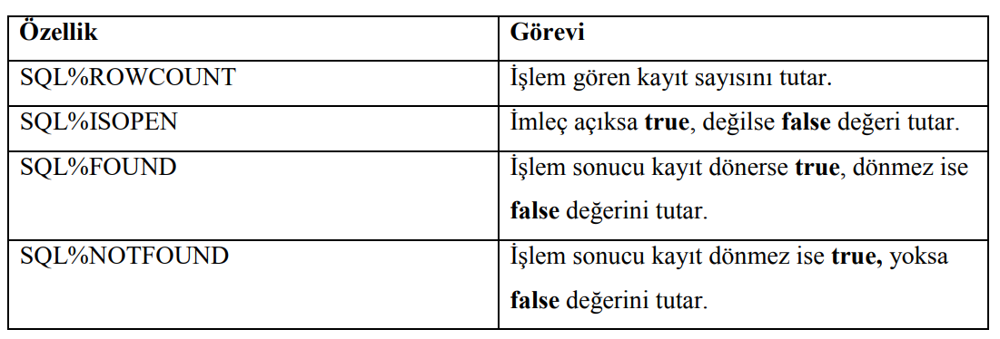 Özellik Görevi
SQL%ROWCOUNT İşlem gören kayıt sayısını tutar.
SQL%ISOPEN İmleç açıksa true, değilse false değeri tutar.
SQL%FOUND İşlem sonucu kayıt dönerse true, dönmez ise
false değerini tutar.
SQL%NOTFOUND İşlem sonucu kayıt dönmez ise true, yoksa
false değerini tutar.